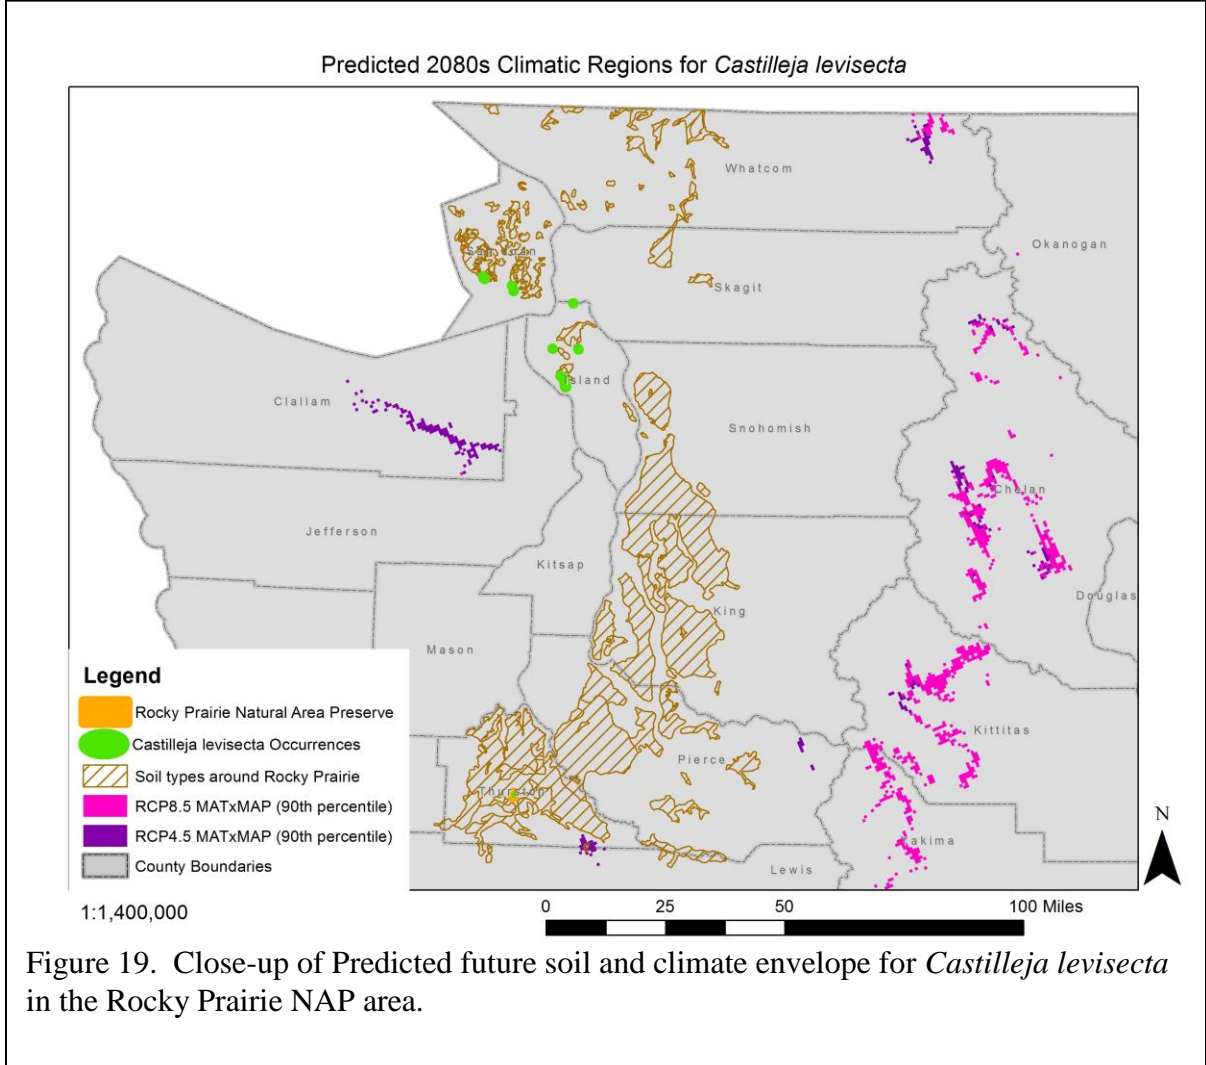 Predicted 2080s Climatic Regions for Castilleja levisecta
Whatcom
Okanogan
San Juan
Skagit
Island
Clallam
Snohomish
Chelan
Jefferson
Kitsap
Douglas
King
Mason
Kittitas
Pierce
Thurston
Yakima
Lewis
Legend
Rocky Prairie Natural Area Preserve
Castilleja levisecta Occurrences
Soil types around Rocky Prairie
RCP8.5 MATxMAP (90th percentile)
RCP4.5 MATxMAP (90th percentile)
County Boundaries
N
1:1,400,000
0 25 50 100 Miles
Figure 19. Close-up of Predicted future soil and climate envelope for Castilleja levisecta
in the Rocky Prairie NAP area.